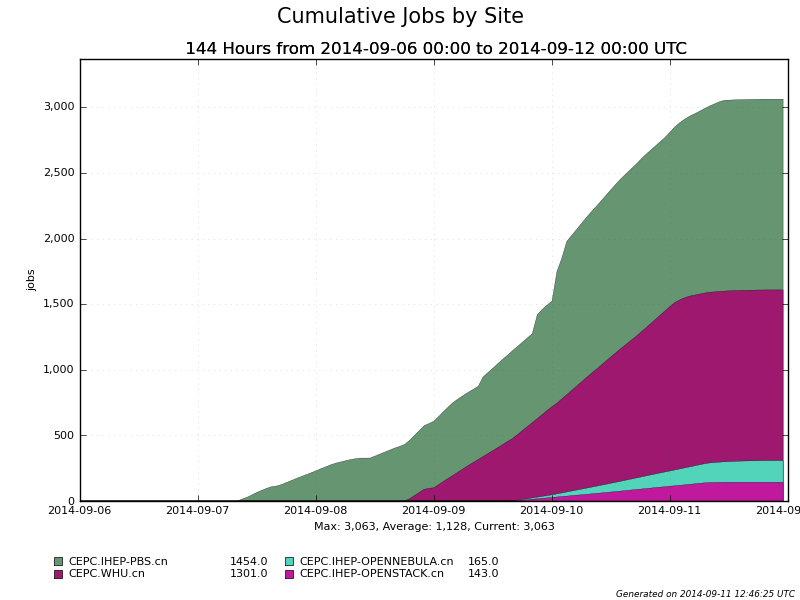 Cumulative Jobs by Site
144 Hours from 2014-09-06 00:00 to 2014-09-12 00:00 UTC
3,000
2,500
2,000
1,500
1,000
500
0
jobs
2014-09-06 2014-09-07 2014-09-08 2014-09-09 2014-09-10 2014-09-11 2014-09
Max: 3,063, Average: 1,128, Current: 3,063
CEPC.IHEP-PBS.cn 1454.0 CEPC.IHEP-OPENNEBULA.cn 165.0
CEPC.WHU.cn 1301.0 CEPC.IHEP-OPENSTACK.cn 143.0
Generated on 2014-09-11 12:46:25 UTC